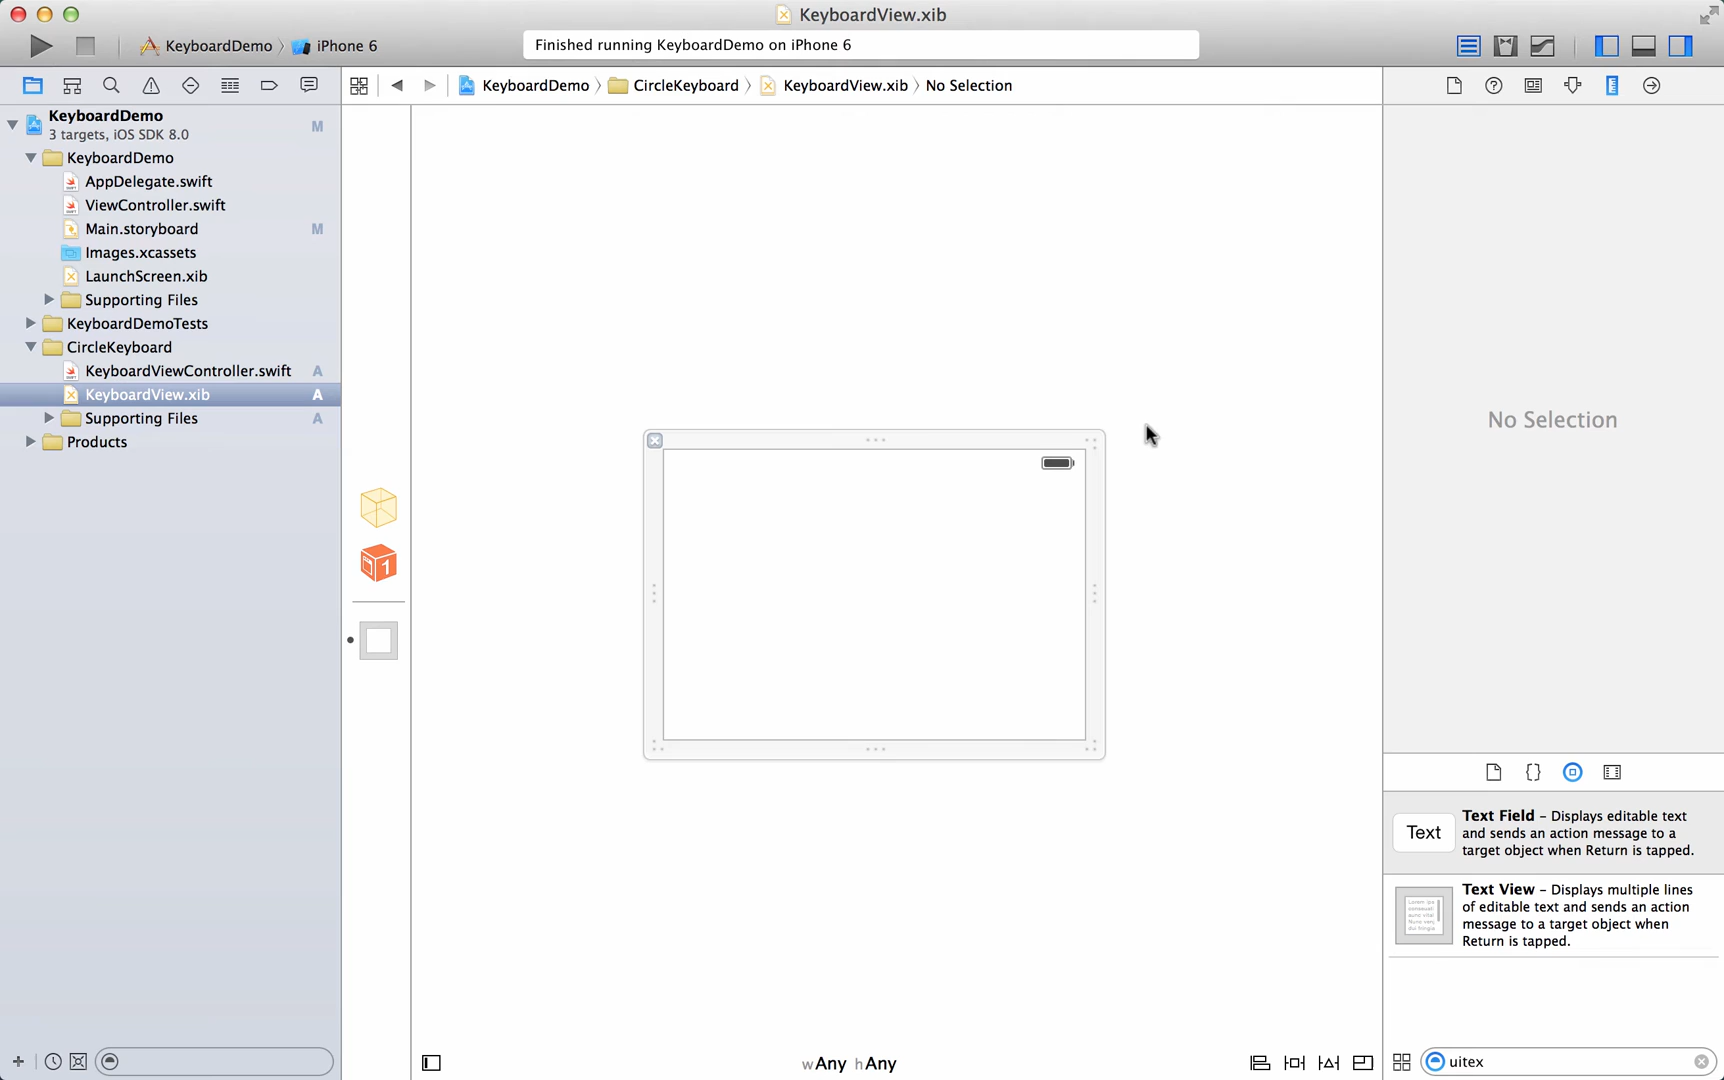 KeyboardView.xib
KeyboardDemo
iPhone 6
Finished running KeyboardDemo on iPhone 6
KeyboardDemo
CircleKeyboard
KeyboardView.xib
No Selection
KeyboardDemo
3 targets, iOS SDK 8.0
M
KeyboardDemo
AppDelegate.swift
ViewController.swift
Main.storyboard
M
Images.xcassets
LaunchScreen.xib
Supporting Files
KeyboardDemoTests
CircleKeyboard
KeyboardViewController.swift
A
KeyboardView.xib
A
Supporting Files
A
Products
1
No Selection
Text
Text Field – Displays editable text
and sends an action message to a
target object when Return is tapped.
Text View – Displays multiple lines
of editable text and sends an action
message to a target object when
Return is tapped.
wAny hAny
uitex